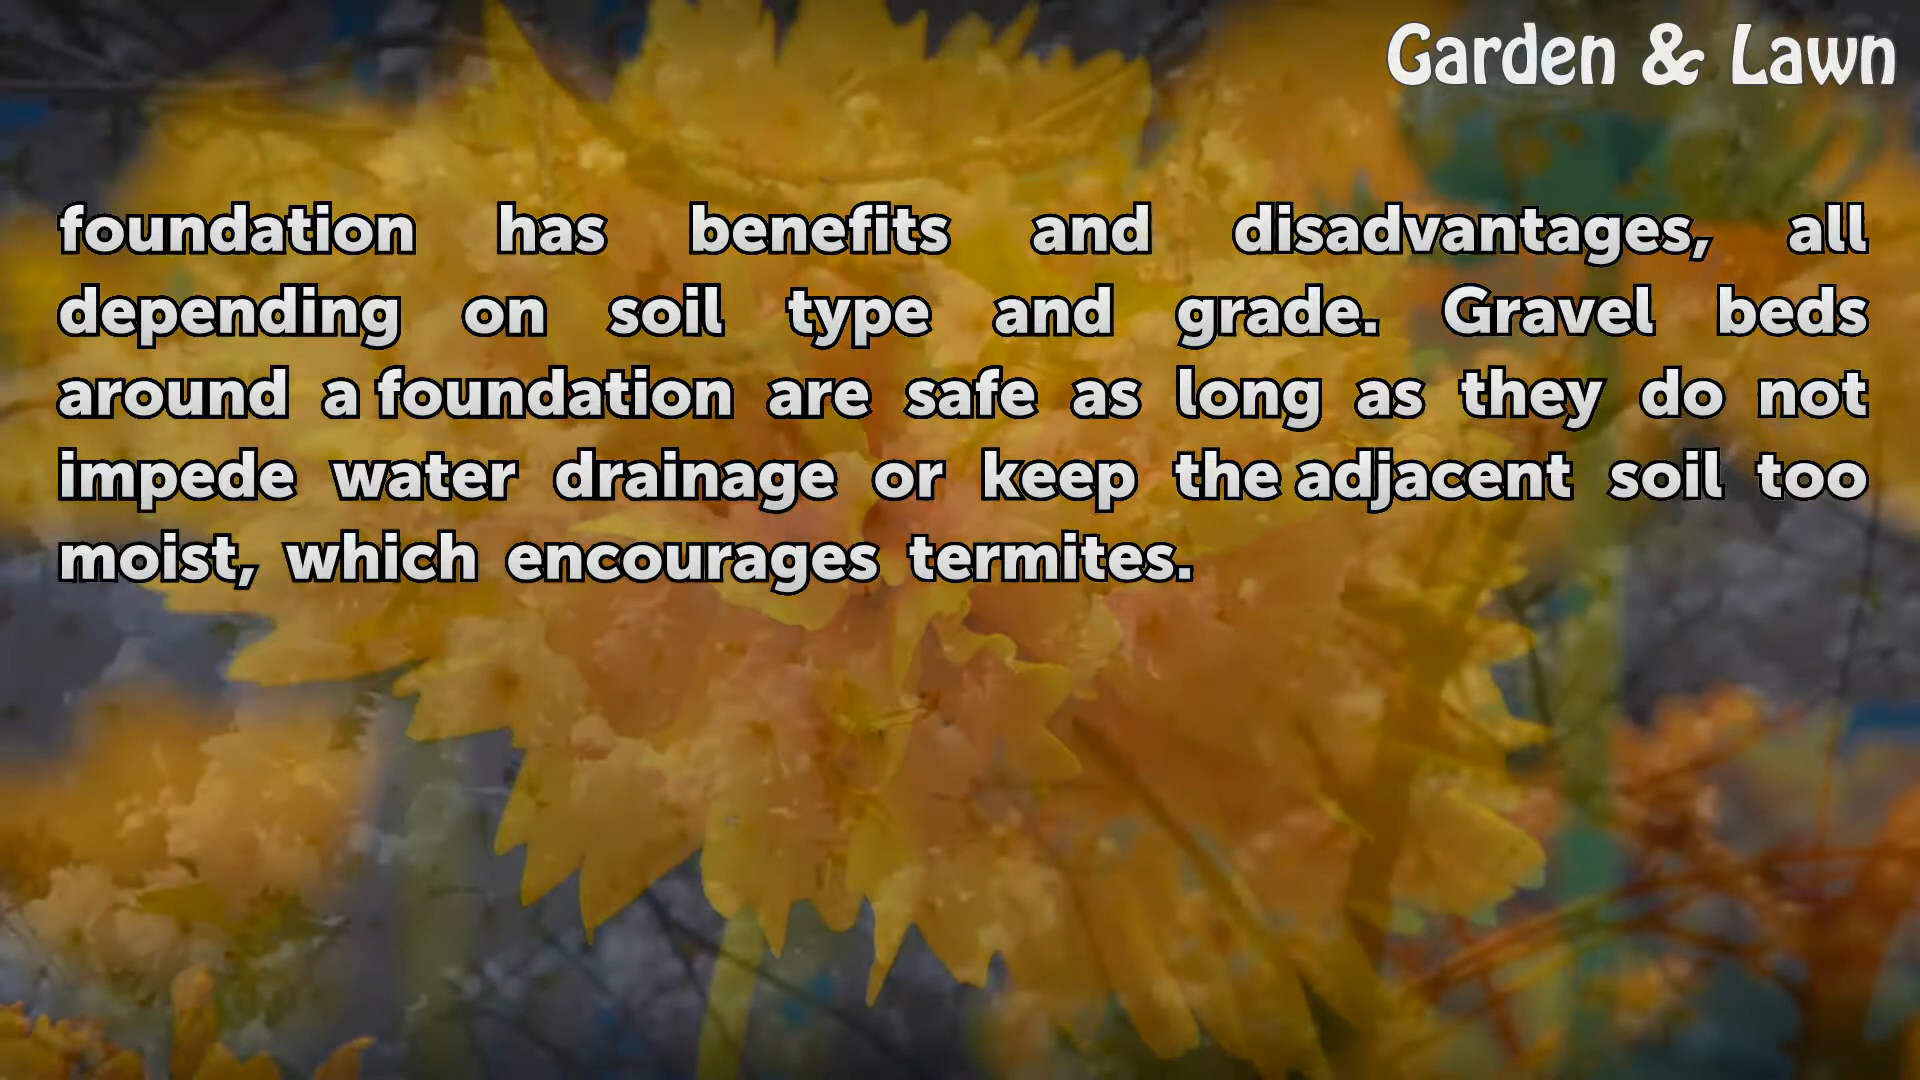 Garden & Lawn
foundation has benefits and disadvantages, all
depending on soil type and grade. Gravel beds
around a foundation are safe as long as they do not
impede water drainage or keep the adjacent soil too
moist, which encourages termites.